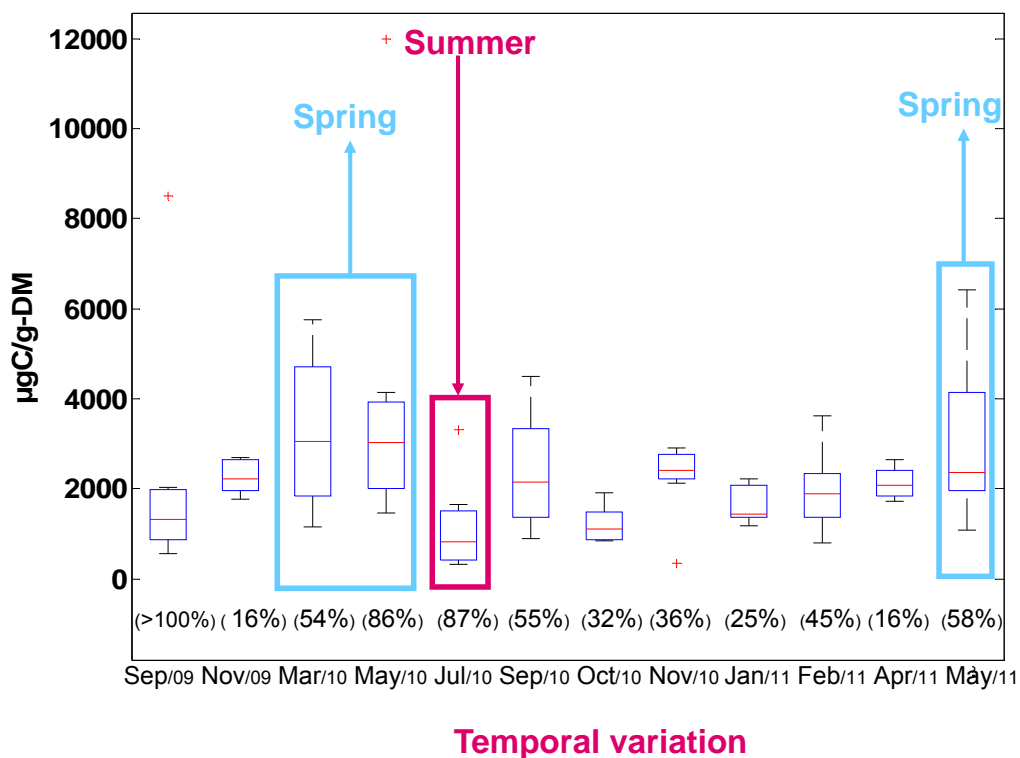 12000
10000
8000
6000
4000
2000
0
µgC/g-DM
Summer
Spring
Spring
(>100%) ( 16%) (54%) (86%) (87%) (55%) (32%) (36%) (25%) (45%) (16%) (58%)
Sep/09 Nov/09 Mar/10 May/10 Jul/10 Sep/10 Oct/10 Nov/10 Jan/11 Feb/11 Apr/11 May/11
Temporal variation